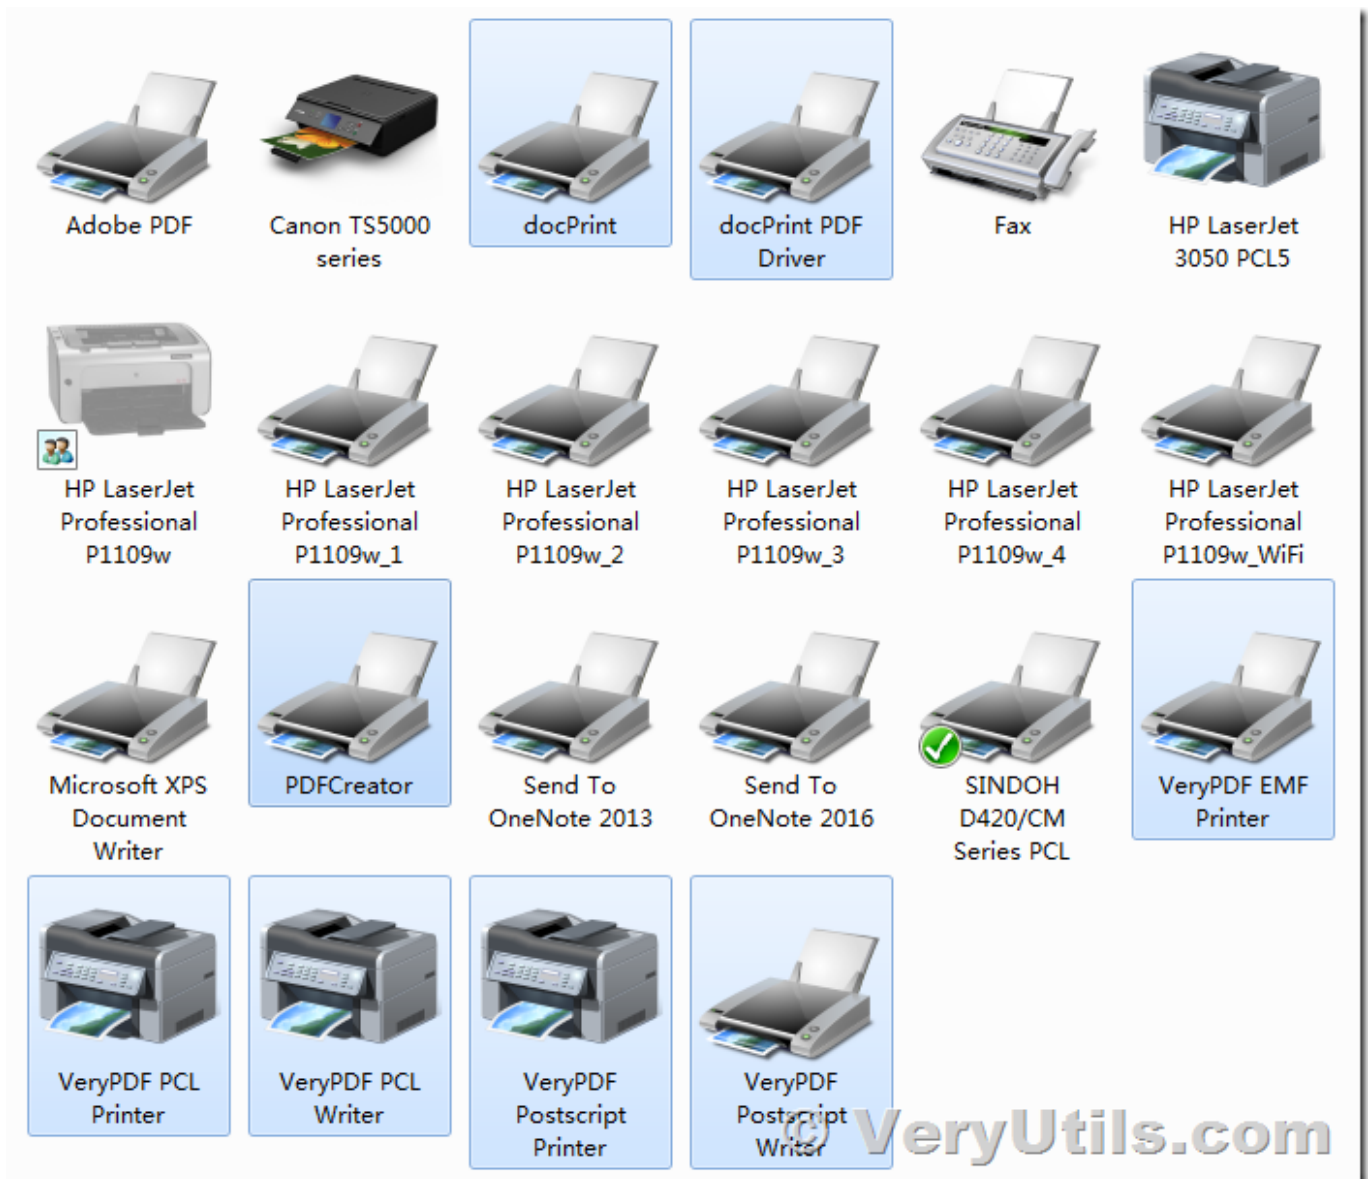 Adobe PDF
Canon TS5000
series
docPrint
docPrint PDF
Driver
Fax
HP LaserJet
3050 PCL5
HP LaserJet
Professional
P1109w
HP LaserJet
Professional
P1109w_1
HP LaserJet
Professional
P1109w_2
HP LaserJet
Professional
P1109w_3
HP LaserJet
Professional
P1109w_4
HP LaserJet
Professional
P1109w_WiFi
Microsoft XPS
Document
Writer
PDFCreator
Send To
OneNote 2013
Send To
OneNote 2016
SINDOH
D420/CM
Series PCL
VeryPDF EMF
Printer
VeryPDF PCL
Printer
VeryPDF PCL
Writer
VeryPDF
Postscript
Printer
VeryPDF
Postscript
Writer
© VeryUtils.com